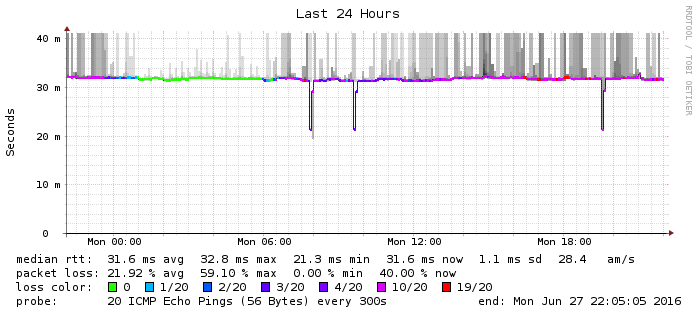 Last 24 Hours
RRDTOOL / TOBI OETIKER
Seconds
40 m
30 m
20 m
10 m
0
Mon 00:00 Mon 06:00 Mon 12:00 Mon 18:00
median rtt: 31.6 ms avg 32.8 ms max 21.3 ms min 31.6 ms now 1.1 ms sd 28.4 am/s
packet loss: 21.92 % avg 59.10 % max 0.00 % min 40.00 % now
loss color: 0 1/20 2/20 3/20 4/20 10/20 19/20
probe: 20 ICMP Echo Pings (56 Bytes) every 300s end: Mon Jun 27 22:05:05 2016